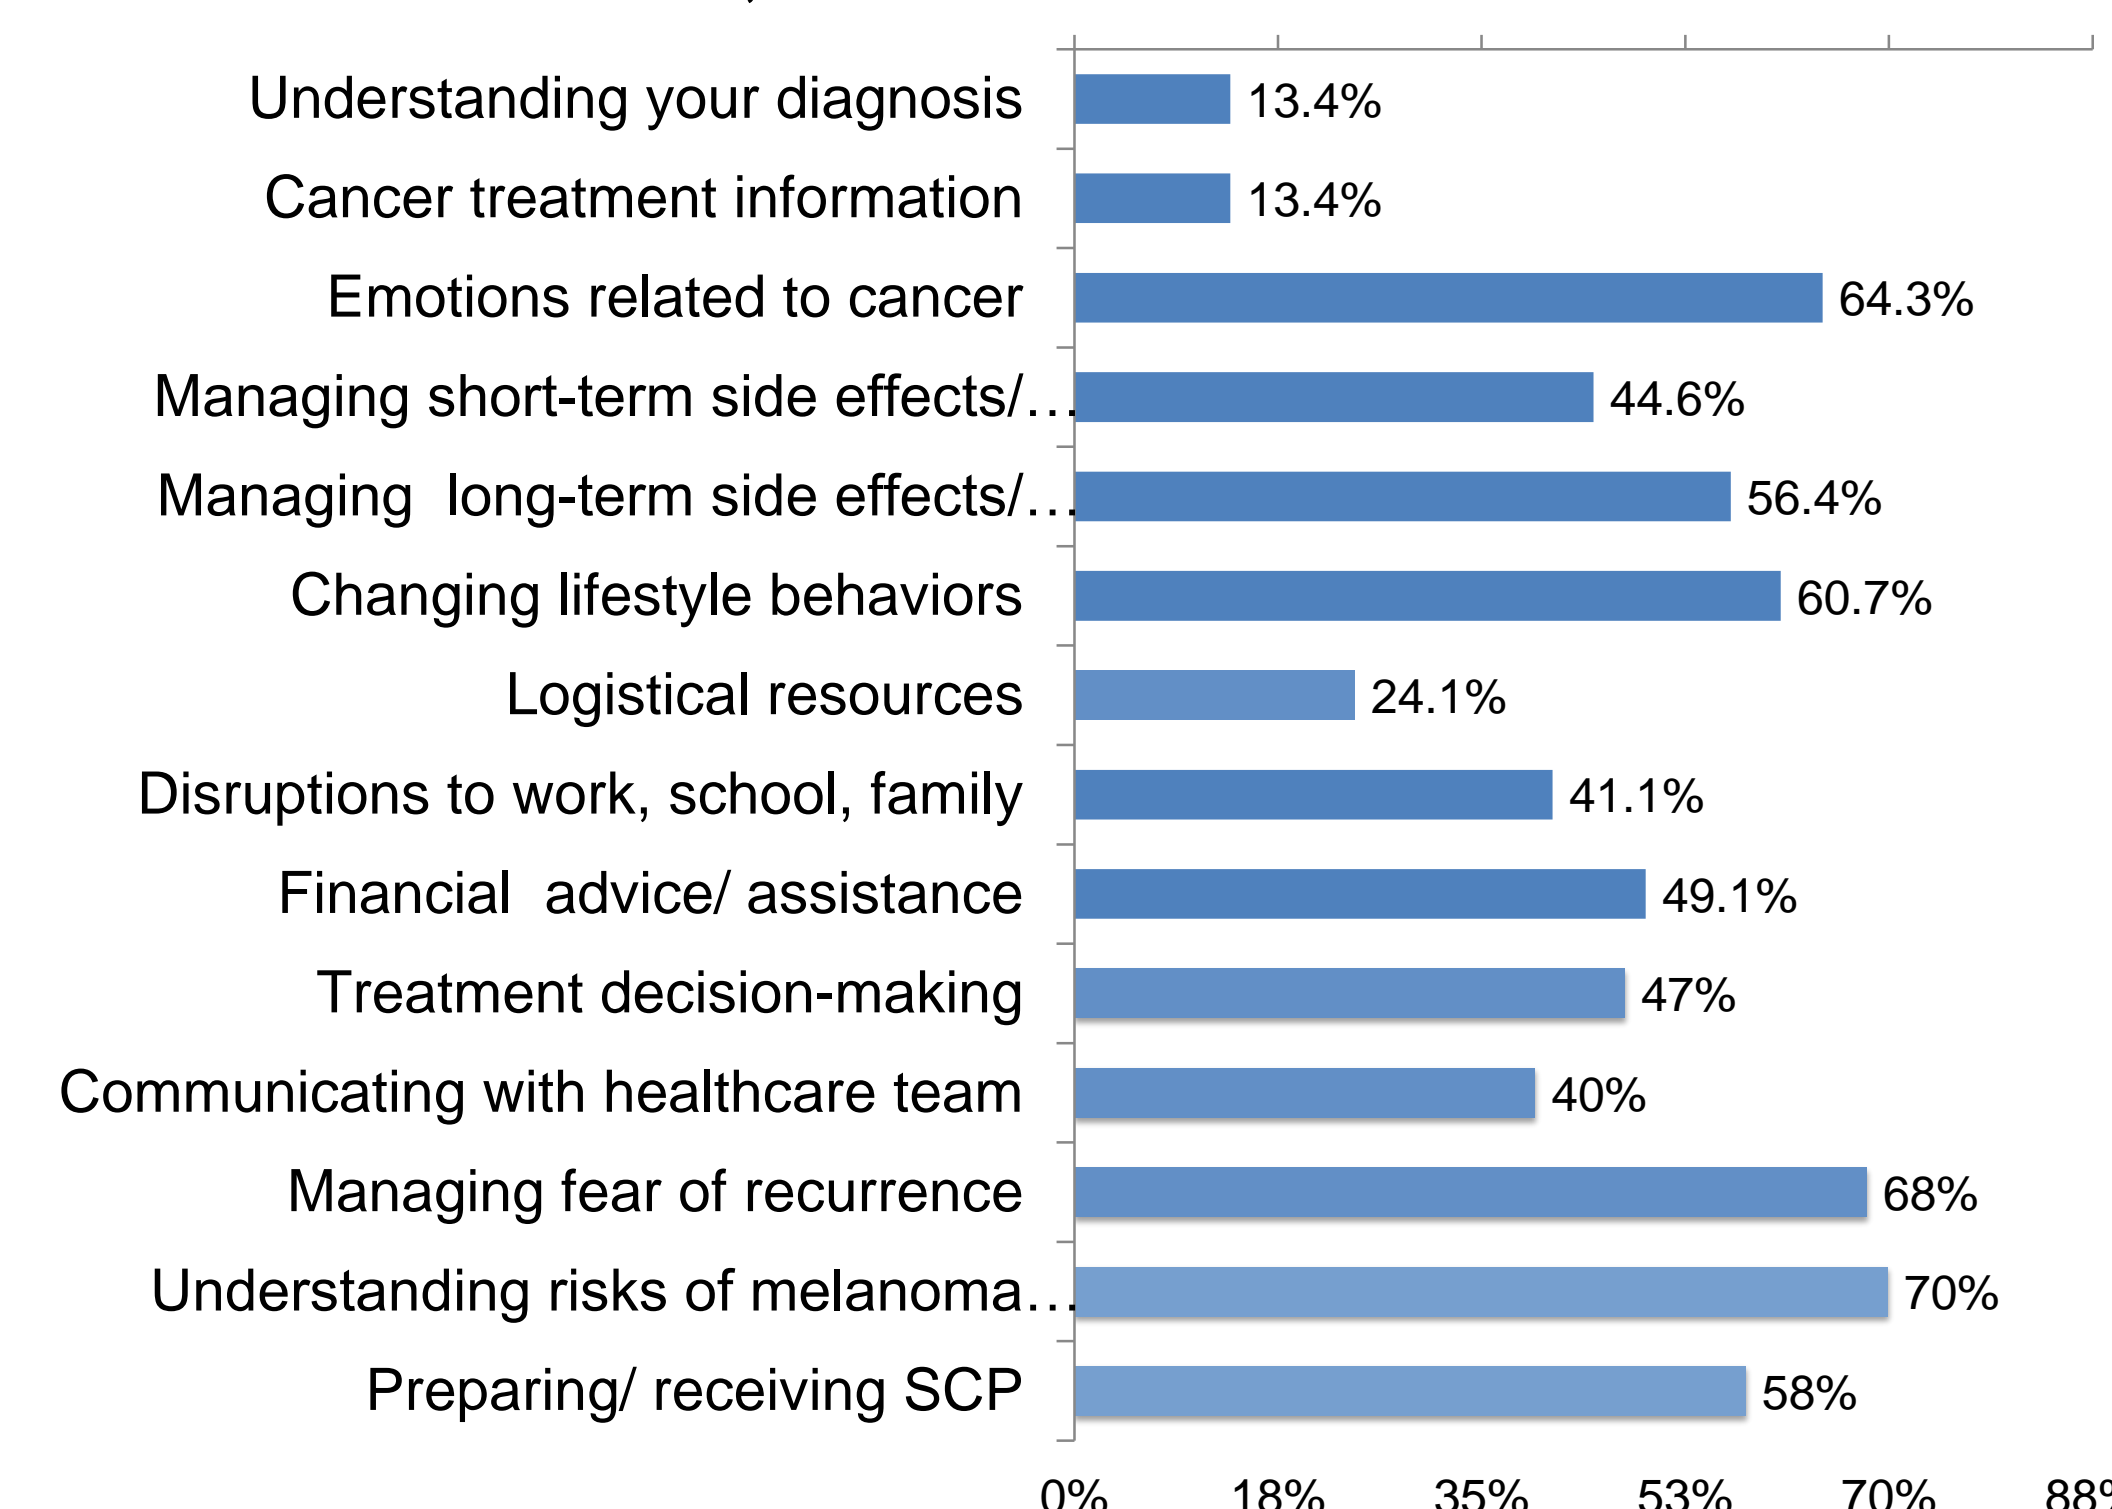 Understanding your diagnosis 13.4%
Cancer treatment information 13.4%
Emotions related to cancer 64.3%
Managing short-term side effects/… 44.6%
Managing  long-term side effects/… 56.4%
Changing lifestyle behaviors 60.7%
Logistical resources 24.1%
Disruptions to work, school, family 41.1%
Financial  advice/ assistance 49.1%
Treatment decision-making 47%
Communicating with healthcare team 40%
Managing fear of recurrence 68%
Understanding risks of melanoma… 70%
Preparing/ receiving SCP 58%
0% 18% 35% 53% 70% 88%